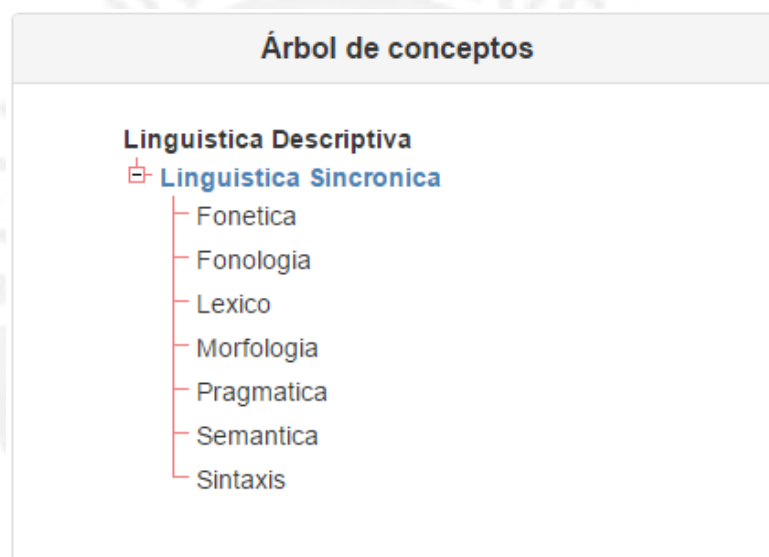 Árbol de conceptos
Linguistica Descriptiva
Linguistica Sincronica
Fonetica
Fonologia
Lexico
Morfologia
Pragmatica
Semantica
Sintaxis